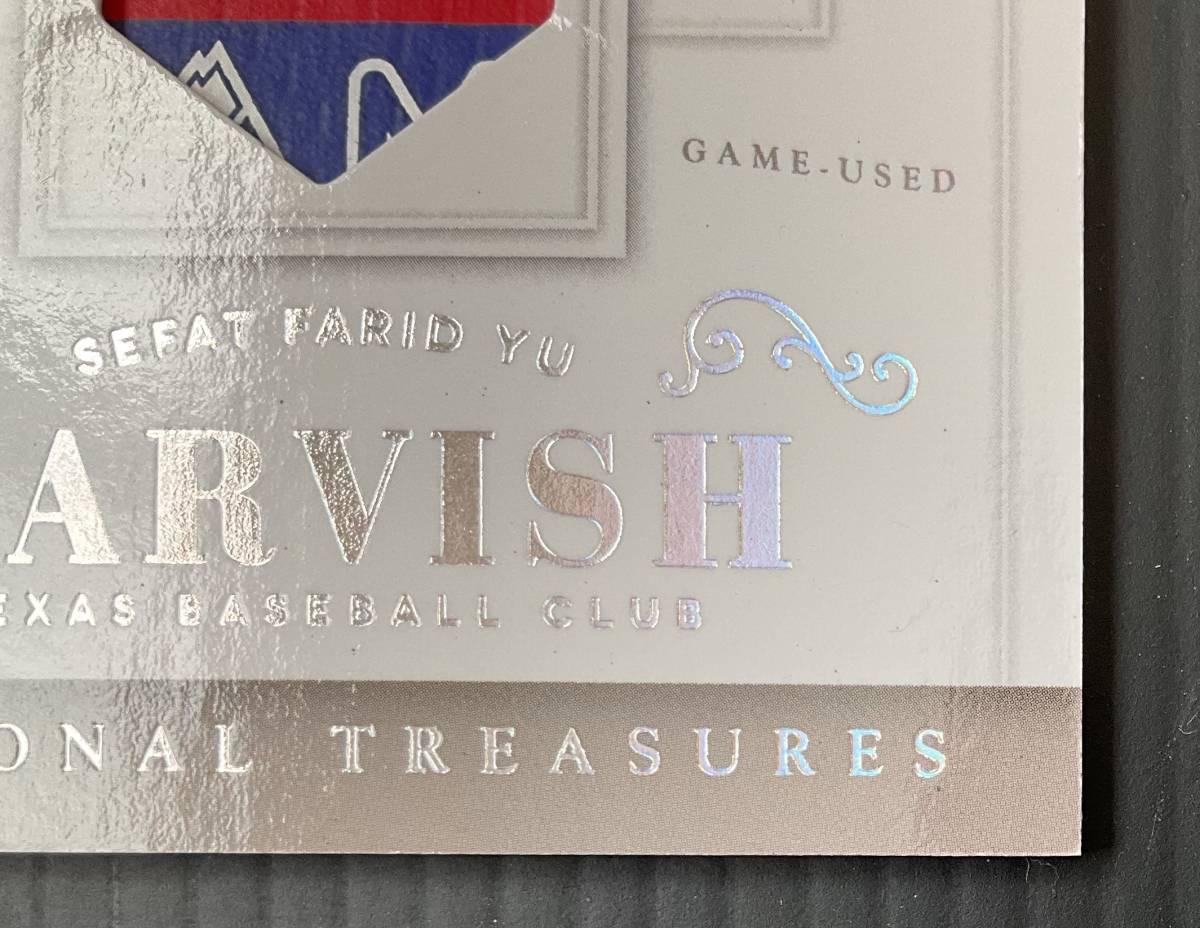 GAME-USED
SEFAT FARID YU
ARVISH
EXAS BASEBALL CLUB
ONAL TREASURES